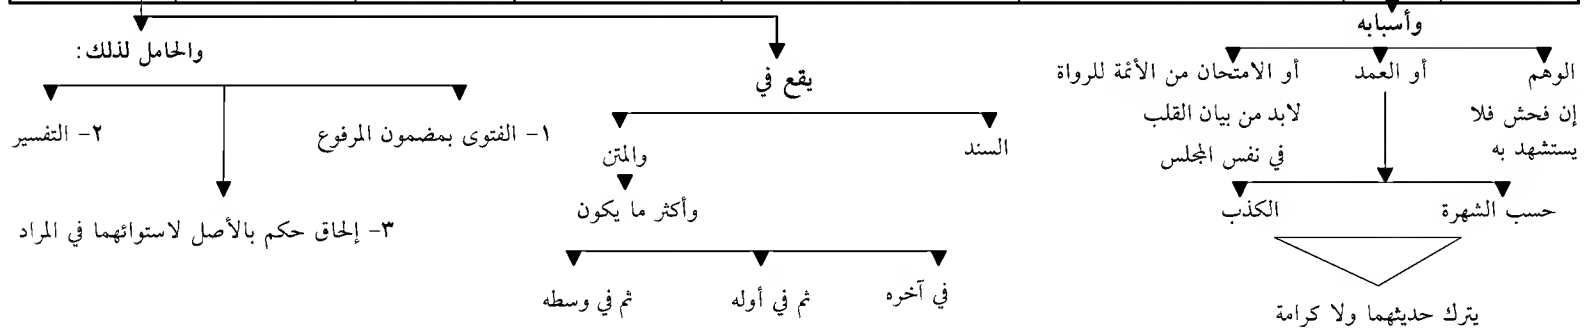 وأسبابه
الوهم
أو العمد
أو الامتحان من الأئمة للرواة
إن فحش فلا
يستشهد به
لابد من بيان القلب
في نفس المجلس
حسب الشهرة
الكذب
يترك حديثهما ولا كرامة
يقع في
السند
والمتن
وأكثر ما يكون
في آخره
ثم في أوله
ثم في وسطه
والحامل لذلك:
١- الفتوى بمضمون المرفوع
٢- التفسير
٣- إلحاق حكم بالأصل لاستوائهما في المراد